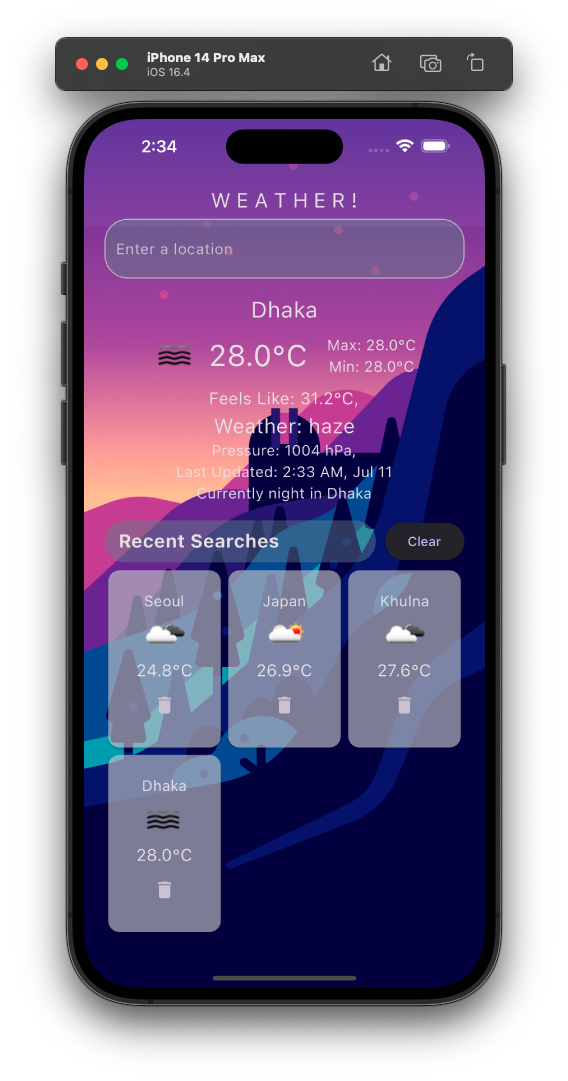 iPhone 14 Pro Max
iOS 16.4
2:34
WEATHER!
Enter a location
Dhaka
28.0°C
Max: 28.0°C
Min: 28.0°C
Feels Like: 31.2°C,
Weather: haze
Pressure: 1004 hPa,
Last Updated: 2:33 AM, Jul 11
Currently night in Dhaka
Recent Searches
Clear
Seoul
24.8°C
Japan
26.9°C
Khulna
27.6°C
Dhaka
28.0°C